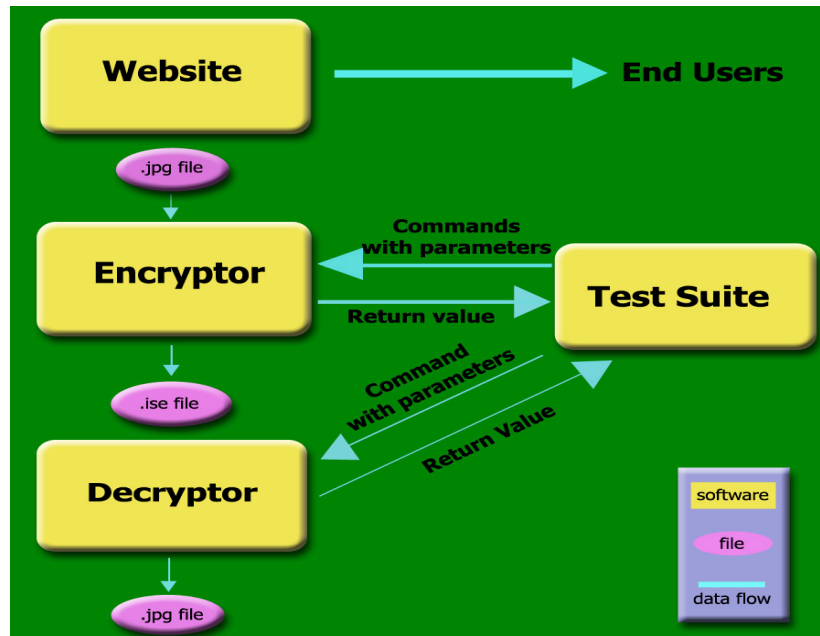 Website
End Users
.jpg file
Commands
with parameters
Encryptor
Test Suite
Return value
Command
with parameters
.ise file
Return Value
Decryptor
software
file
data flow
.jpg file